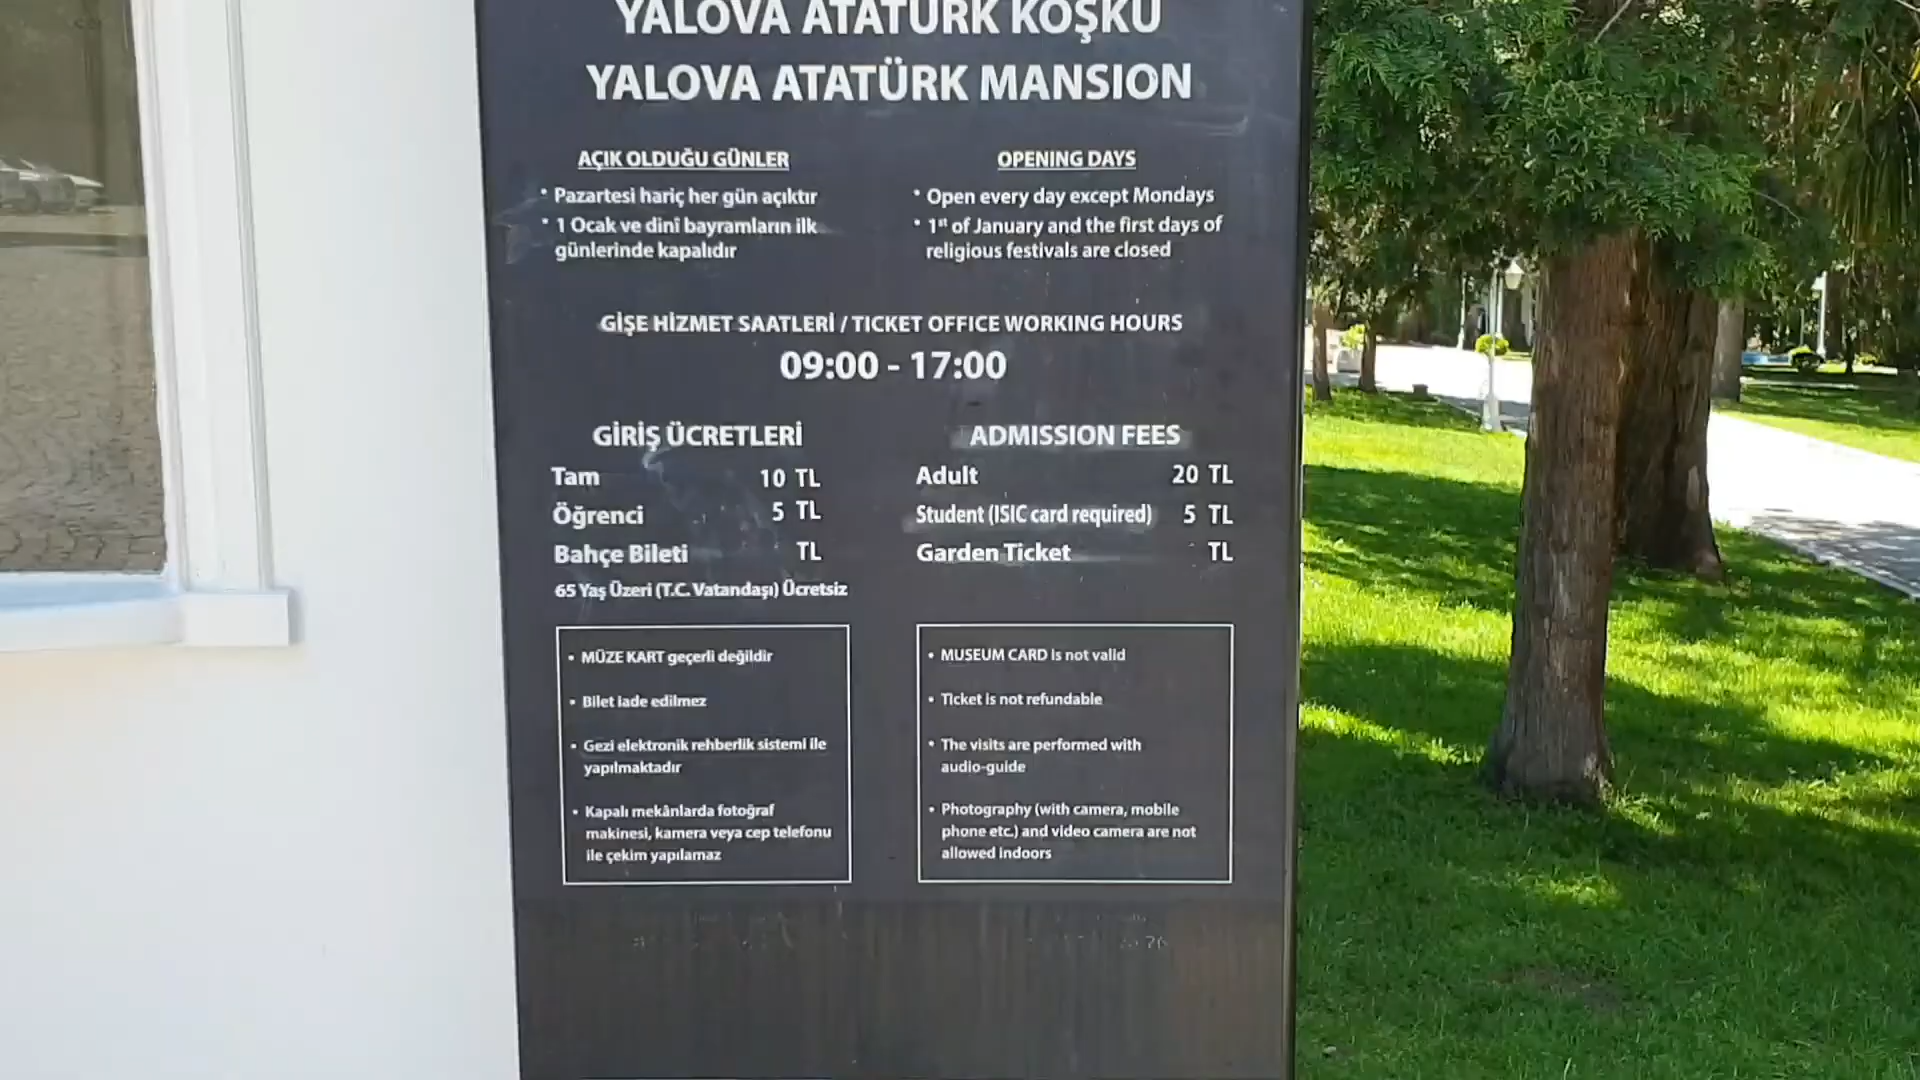 YALOVA ATATÜRK KÖŞKÜ
YALOVA ATATÜRK MANSION
AÇIK OLDUĞU GÜNLER
* Pazartesi hariç her gün açıktır
* 1 Ocak ve dinî bayramların ilk
günlerinde kapalıdır
OPENING DAYS
* Open every day except Mondays
* 1st of January and the first days of
religious festivals are closed
GİŞE HİZMET SAATLERİ / TICKET OFFICE WORKING HOURS
09:00 - 17:00
GİRİŞ ÜCRETLERİ
Tam 10 TL
Öğrenci 5 TL
Bahçe Bileti TL
65 Yaş Üzeri (T.C. Vatandaşı) Ücretsiz
ADMISSION FEES
Adult 20 TL
Student (ISIC card required) 5 TL
Garden Ticket TL
• MÜZE KART geçerli değildir
• Bilet iade edilmez
• Gezi elektronik rehberlik sistemi ile
yapılmaktadır
• Kapalı mekânlarda fotoğraf
makinesi, kamera veya cep telefonu
ile çekim yapılamaz
• MUSEUM CARD is not valid
• Ticket is not refundable
• The visits are performed with
audio-guide
• Photography (with camera, mobile
phone etc.) and video camera are not
allowed indoors